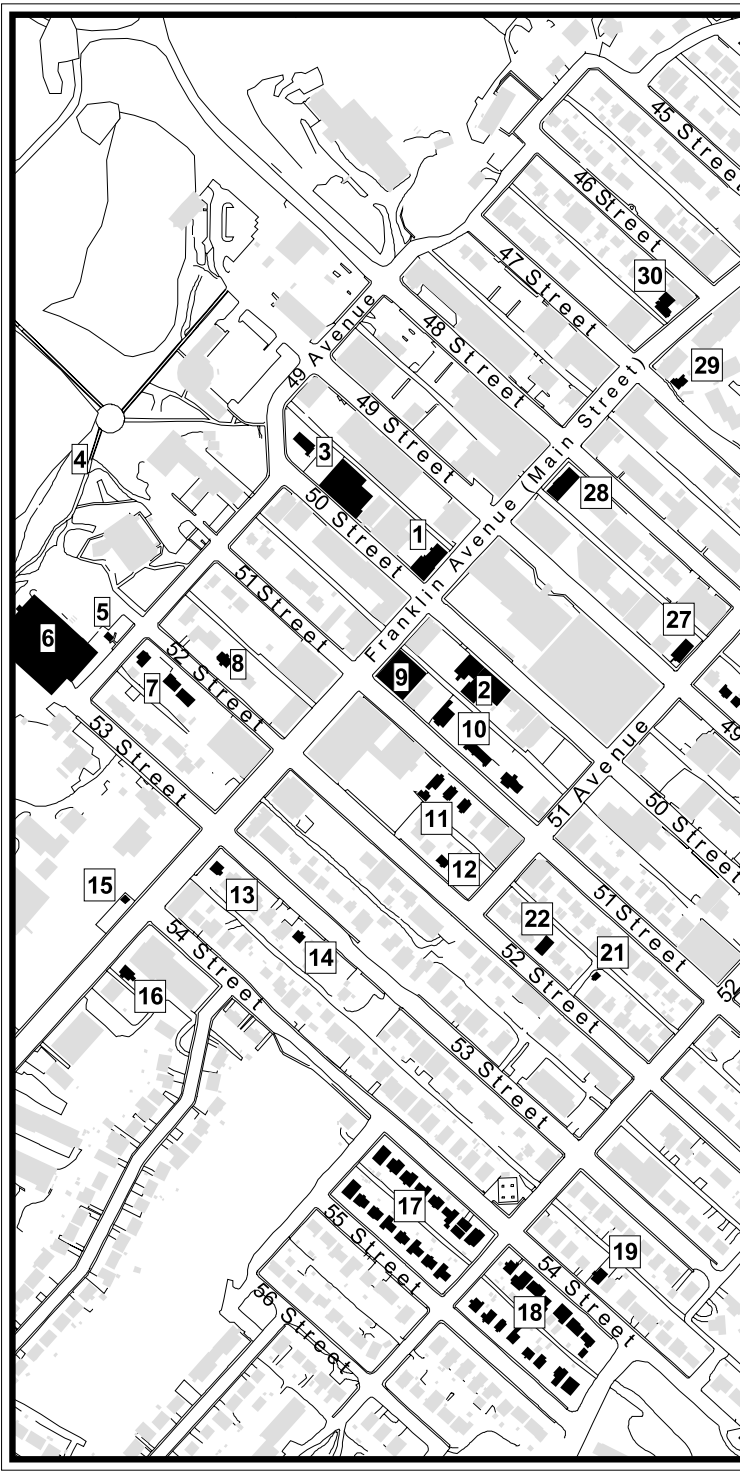 45 Street
46 Street
47 Street
30
49 Avenue
48 Street
29
49 Street
Franklin Avenue (Main Street)
4
3
28
50 Street
1
51 Street
5
6
27
52 Street
8
7
9
2
10
49
53 Street
51 Avenue
50 Street
11
12
15
13
51 Street
22
21
14
54 Street
52 Street
52
16
53 Street
17
55 Street
19
54 Street
18
56 Street